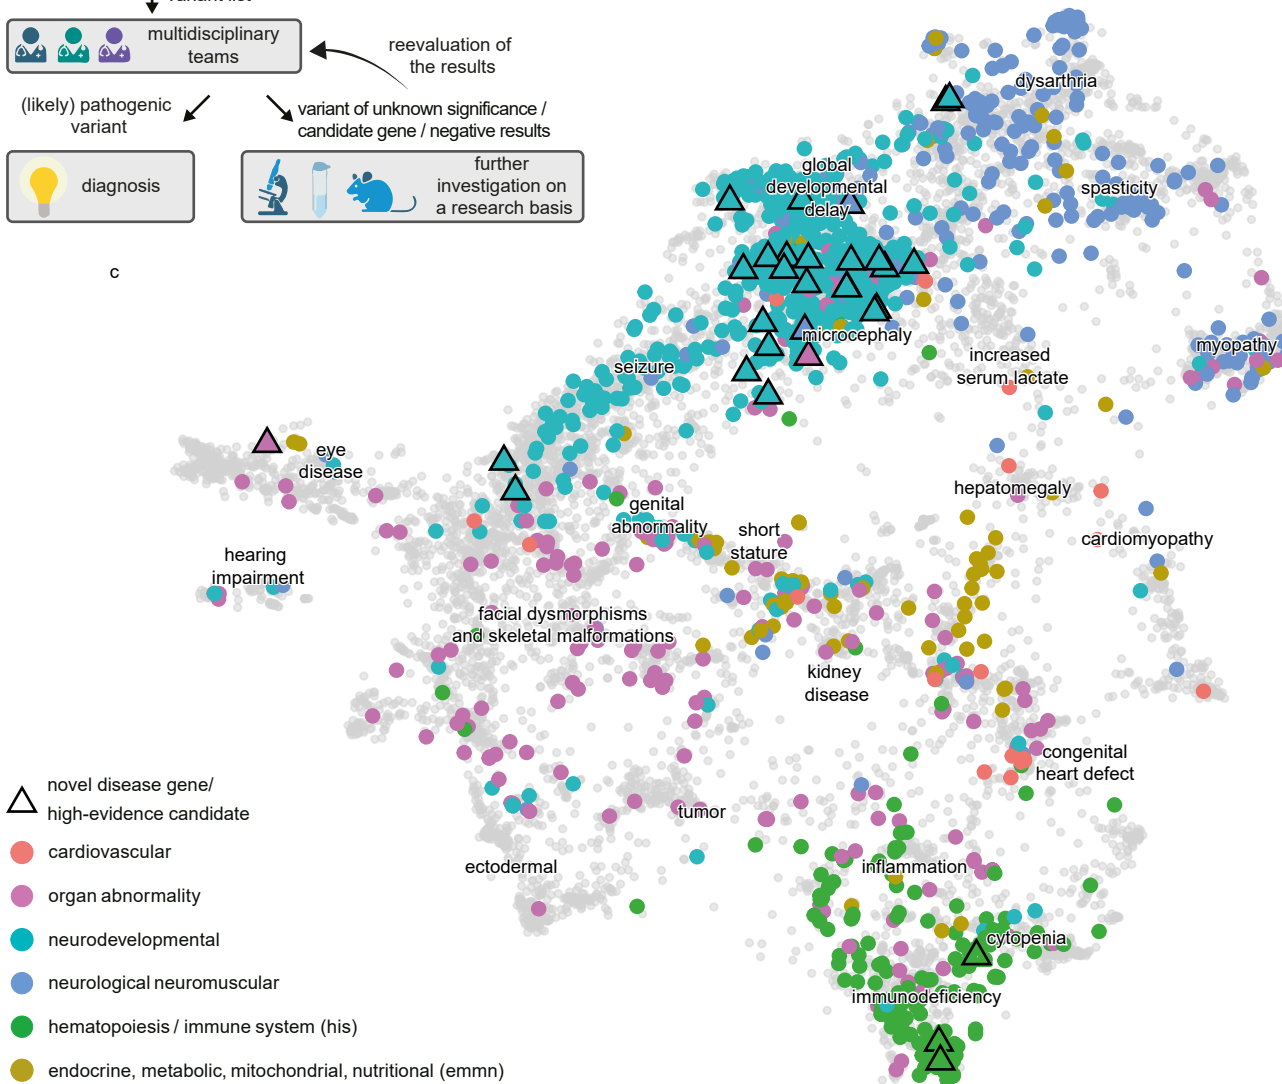 variant list
multidisciplinary
teams
reevaluation of
the results
(likely) pathogenic
variant
variant of unknown significance /
candidate gene / negative results
diagnosis
further
investigation on
a research basis
c
dysarthria
global
developmental
delay
spasticity
microcephaly
myopathy
increased
serum lactate
seizure
eye
disease
hepatomegaly
genital
abnormality
short
stature
cardiomyopathy
hearing
impairment
facial dysmorphisms
and skeletal malformations
kidney
disease
congenital
heart defect
tumor
ectodermal
inflammation
cytopenia
immunodeficiency
novel disease gene/
high-evidence candidate
cardiovascular
organ abnormality
neurodevelopmental
neurological neuromuscular
hematopoiesis / immune system (his)
endocrine, metabolic, mitochondrial, nutritional (emmn)